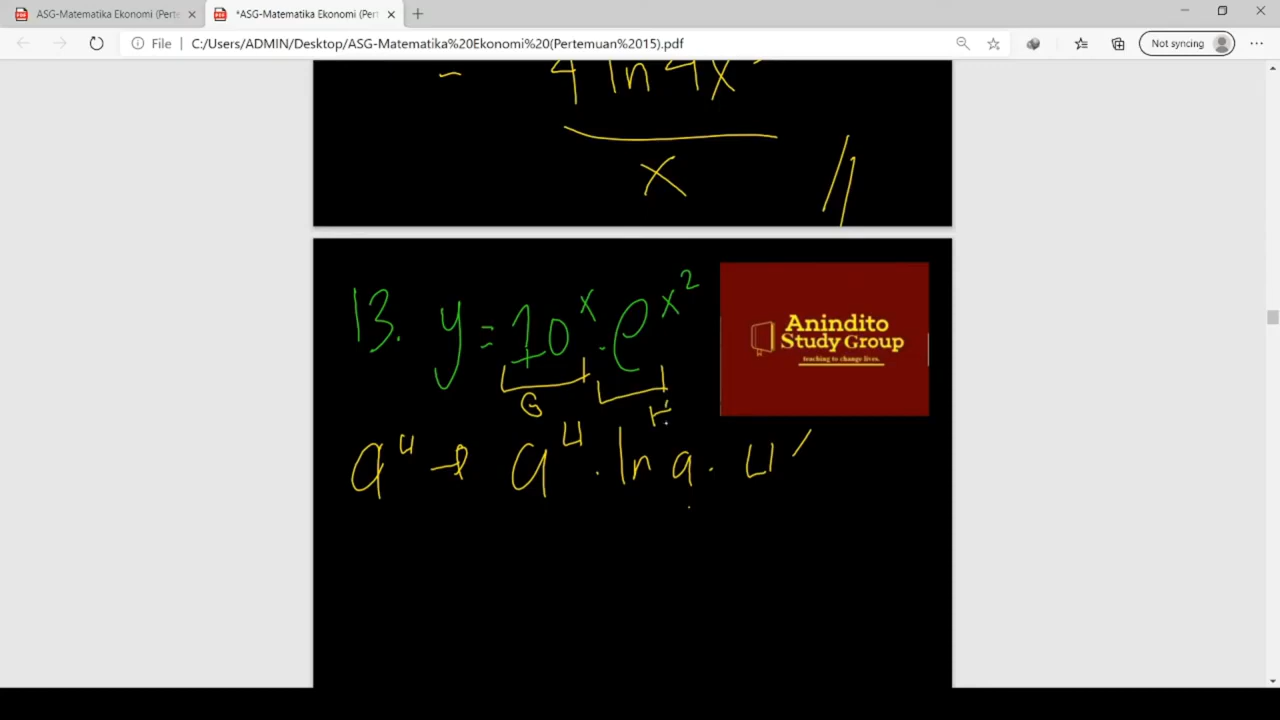 ASG-Matematika Ekonomi (Perte
*ASG-Matematika Ekonomi (Pert
File
C:/Users/ADMIN/Desktop/ASG-Matematika%20Ekonomi%20(Pertemuan%2015).pdf
Not syncing
4 ln 4x
x //
13. y = 10^x . e^{x^2}
G
a^u → a^u . ln a . u'
Anindito
Study Group
teaching to change lives.